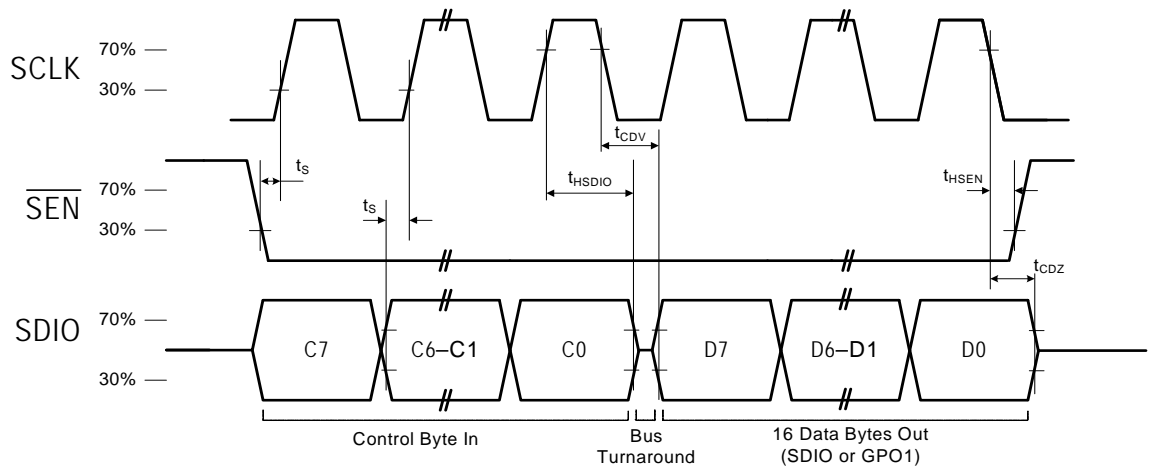 SCLK
70%
30%
tCDV
SEN
70%
30%
tS
tS
tHSDIO
tHSEN
tCDZ
SDIO
70%
30%
C7
C6–C1
C0
D7
D6–D1
D0
Control Byte In
Bus
Turnaround
16 Data Bytes Out
(SDIO or GPO1)